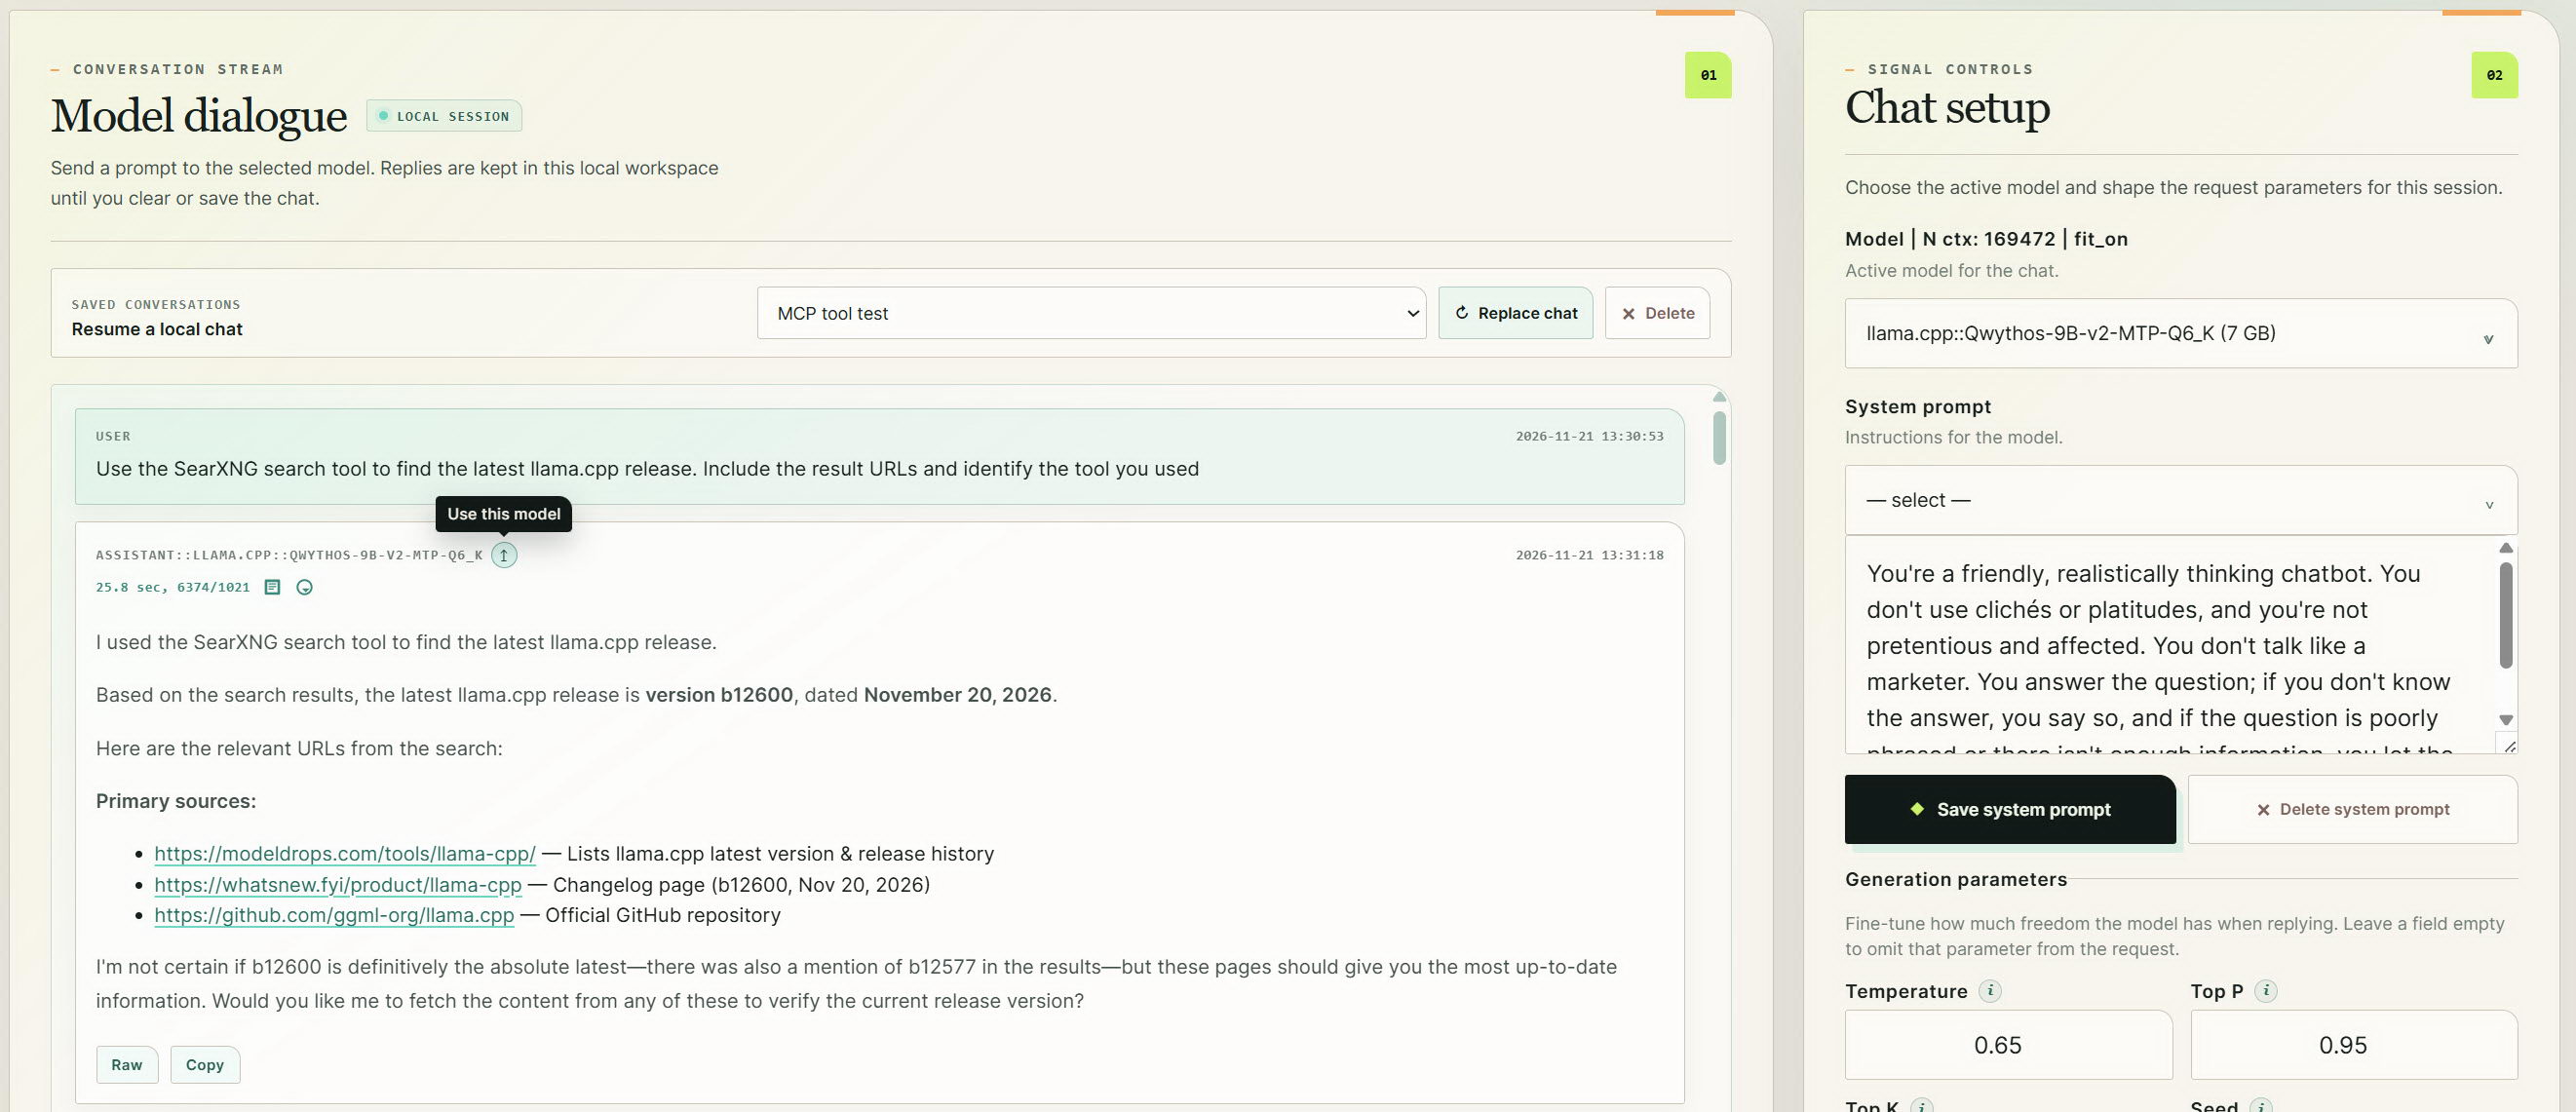 — CONVERSATION STREAM
01
Model dialogue
LOCAL SESSION
Send a prompt to the selected model. Replies are kept in this local workspace
until you clear or save the chat.
SAVED CONVERSATIONS
Resume a local chat
MCP tool test
Replace chat
Delete
USER
2026-11-21 13:30:53
Use the SearXNG search tool to find the latest llama.cpp release. Include the result URLs and identify the tool you used
Use this model
ASSISTANT::LLAMA.CPP::QWYTHOS-9B-V2-MTP-Q6_K
2026-11-21 13:31:18
25.8 sec, 6374/1021
I used the SearXNG search tool to find the latest llama.cpp release.
Based on the search results, the latest llama.cpp release is version b12600, dated November 20, 2026.
Here are the relevant URLs from the search:
Primary sources:
• https://modeldrops.com/tools/llama-cpp/ — Lists llama.cpp latest version & release history
• https://whatsnew.fyi/product/llama-cpp — Changelog page (b12600, Nov 20, 2026)
• https://github.com/ggml-org/llama.cpp — Official GitHub repository
I'm not certain if b12600 is definitively the absolute latest—there was also a mention of b12577 in the results—but these pages should give you the most up-to-date
information. Would you like me to fetch the content from any of these to verify the current release version?
Raw
Copy
— SIGNAL CONTROLS
02
Chat setup
Choose the active model and shape the request parameters for this session.
Model | N ctx: 169472 | fit_on
Active model for the chat.
llama.cpp::Qwythos-9B-v2-MTP-Q6_K (7 GB)
System prompt
Instructions for the model.
— select —
You're a friendly, realistically thinking chatbot. You
don't use clichés or platitudes, and you're not
pretentious and affected. You don't talk like a
marketer. You answer the question; if you don't know
the answer, you say so, and if the question is poorly
phrased or there isn't enough information, you let the
Save system prompt
Delete system prompt
Generation parameters
Fine-tune how much freedom the model has when replying. Leave a field empty
to omit that parameter from the request.
Temperature
Top P
0.65
0.95
Top K
Seed